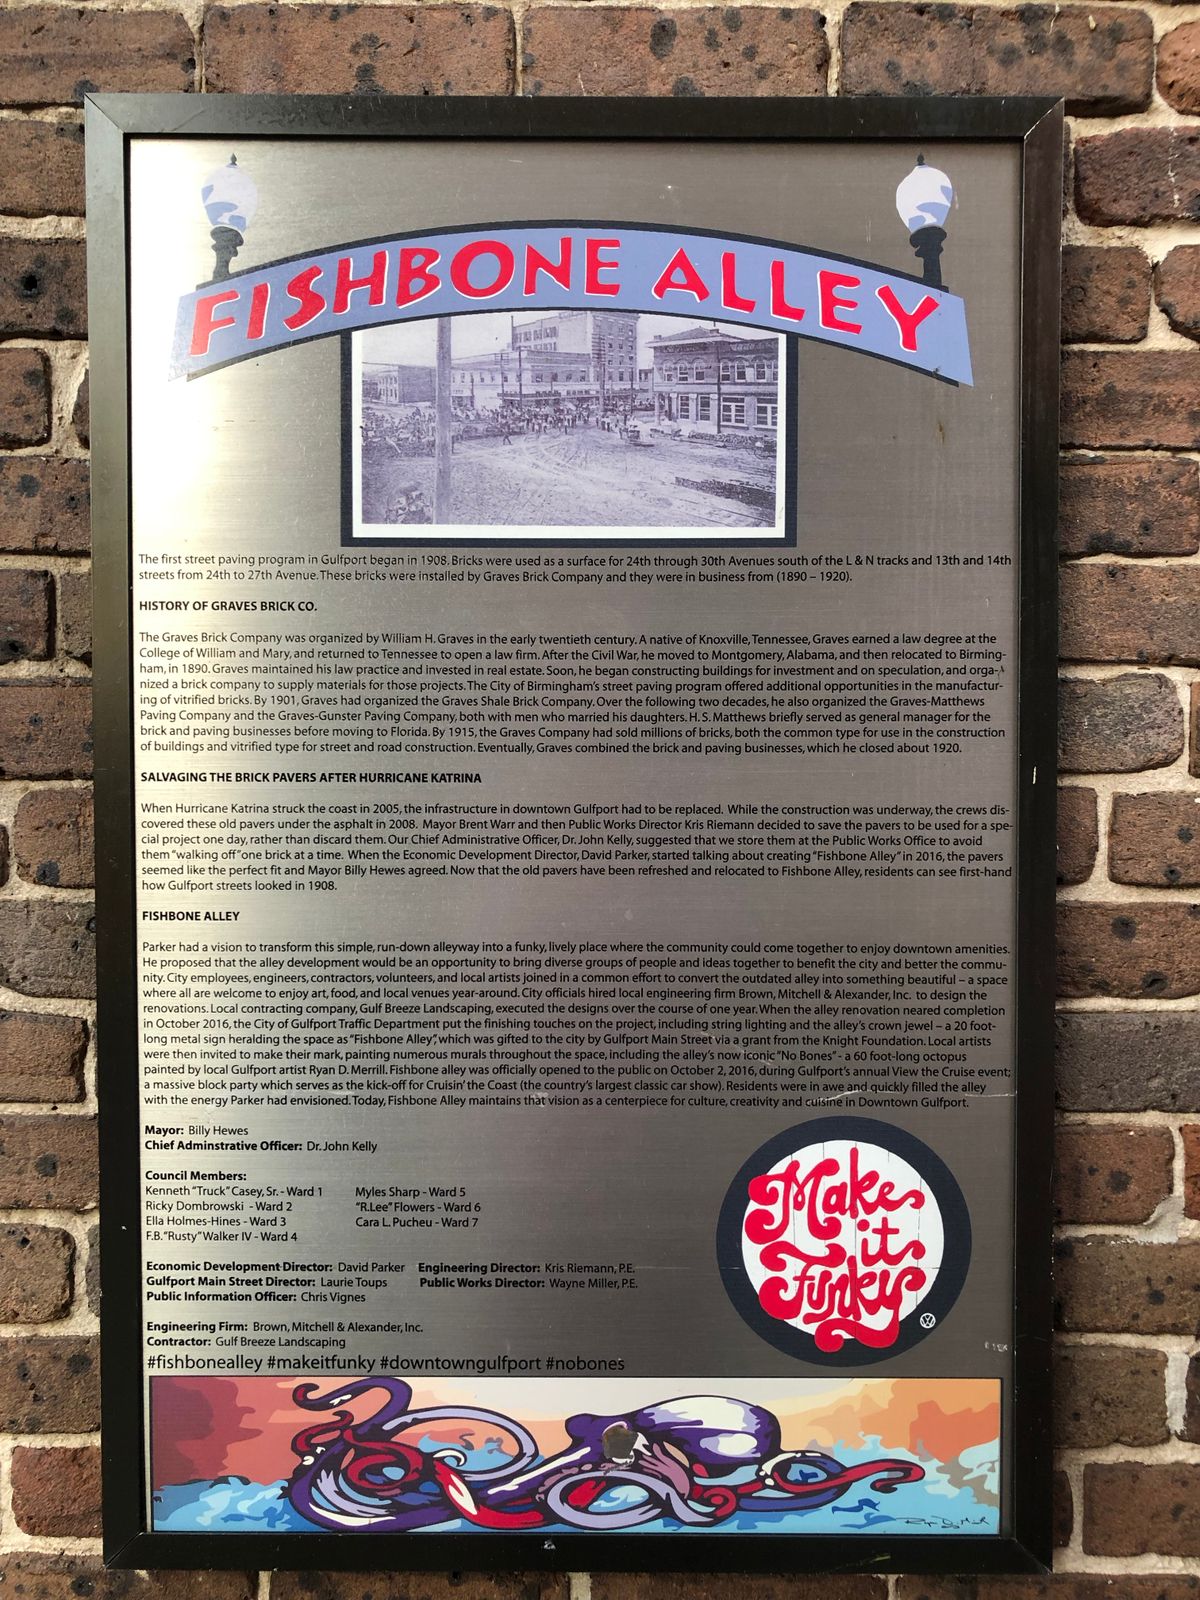 FISHBONE ALLEY
The first street paving program in Gulfport began in 1908. Bricks were used as a surface for 24th through 30th Avenues south of the L & N tracks and 13th and 14th
streets from 24th to 27th Avenue. These bricks were installed by Graves Brick Company and they were in business from (1890 – 1920).
HISTORY OF GRAVES BRICK CO.
The Graves Brick Company was organized by William H. Graves in the early twentieth century. A native of Knoxville, Tennessee, Graves earned a law degree at the
College of William and Mary, and returned to Tennessee to open a law firm. After the Civil War, he moved to Montgomery, Alabama, and then relocated to Birming-
ham, in 1890. Graves maintained his law practice and invested in real estate. Soon, he began constructing buildings for investment and on speculation, and orga-
nized a brick company to supply materials for those projects. The City of Birmingham's street paving program offered additional opportunities in the manufactur-
ing of vitrified bricks. By 1901, Graves had organized the Graves Shale Brick Company. Over the following two decades, he also organized the Graves-Matthews
Paving Company and the Graves-Gunster Paving Company, both with men who married his daughters. H. S. Matthews briefly served as general manager for the
brick and paving businesses before moving to Florida. By 1915, the Graves Company had sold millions of bricks, both the common type for use in the construction
of buildings and vitrified type for street and road construction. Eventually, Graves combined the brick and paving businesses, which he closed about 1920.
SALVAGING THE BRICK PAVERS AFTER HURRICANE KATRINA
When Hurricane Katrina struck the coast in 2005, the infrastructure in downtown Gulfport had to be replaced. While the construction was underway, the crews dis-
covered these old pavers under the asphalt in 2008. Mayor Brent Warr and then Public Works Director Kris Riemann decided to save the pavers to be used for a spe-
cial project one day, rather than discard them. Our Chief Administrative Officer, Dr. John Kelly, suggested that we store them at the Public Works Office to avoid
them "walking off" one brick at a time. When the Economic Development Director, David Parker, started talking about creating "Fishbone Alley" in 2016, the pavers
seemed like the perfect fit and Mayor Billy Hewes agreed. Now that the old pavers have been refreshed and relocated to Fishbone Alley, residents can see first-hand
how Gulfport streets looked in 1908.
FISHBONE ALLEY
Parker had a vision to transform this simple, run-down alleyway into a funky, lively place where the community could come together to enjoy downtown amenities.
He proposed that the alley development would be an opportunity to bring diverse groups of people and ideas together to benefit the city and better the commu-
nity. City employees, engineers, contractors, volunteers, and local artists joined in a common effort to convert the outdated alley into something beautiful – a space
where all are welcome to enjoy art, food, and local venues year-around. City officials hired local engineering firm Brown, Mitchell & Alexander, Inc. to design the
renovations. Local contracting company, Gulf Breeze Landscaping, executed the designs over the course of one year. When the alley renovation neared completion
in October 2016, the City of Gulfport Traffic Department put the finishing touches on the project, including string lighting and the alley's crown jewel – a 20 foot-
long metal sign heralding the space as "Fishbone Alley", which was gifted to the city by Gulfport Main Street via a grant from the Knight Foundation. Local artists
were then invited to make their mark, painting numerous murals throughout the space, including the alley's now iconic "No Bones" - a 60 foot-long octopus
painted by local Gulfport artist Ryan D. Merrill. Fishbone alley was officially opened to the public on October 2, 2016, during Gulfport's annual View the Cruise event;
a massive block party which serves as the kick-off for Cruisin' the Coast (the country's largest classic car show). Residents were in awe and quickly filled the alley
with the energy Parker had envisioned. Today, Fishbone Alley maintains that vision as a centerpiece for culture, creativity and cuisine in Downtown Gulfport.
Mayor: Billy Hewes
Chief Adminstrative Officer: Dr. John Kelly
Council Members:
Kenneth "Truck" Casey, Sr. - Ward 1 Myles Sharp - Ward 5
Ricky Dombrowski - Ward 2 "R.Lee" Flowers - Ward 6
Ella Holmes-Hines - Ward 3 Cara L. Pucheu - Ward 7
F.B. "Rusty" Walker IV - Ward 4
Economic Development Director: David Parker Engineering Director: Kris Riemann, P.E.
Gulfport Main Street Director: Laurie Toups Public Works Director: Wayne Miller, P.E.
Public Information Officer: Chris Vignes
Engineering Firm: Brown, Mitchell & Alexander, Inc.
Contractor: Gulf Breeze Landscaping
#fishbonealley #makeitfunky #downtowngulfport #nobones
Make
it
funky